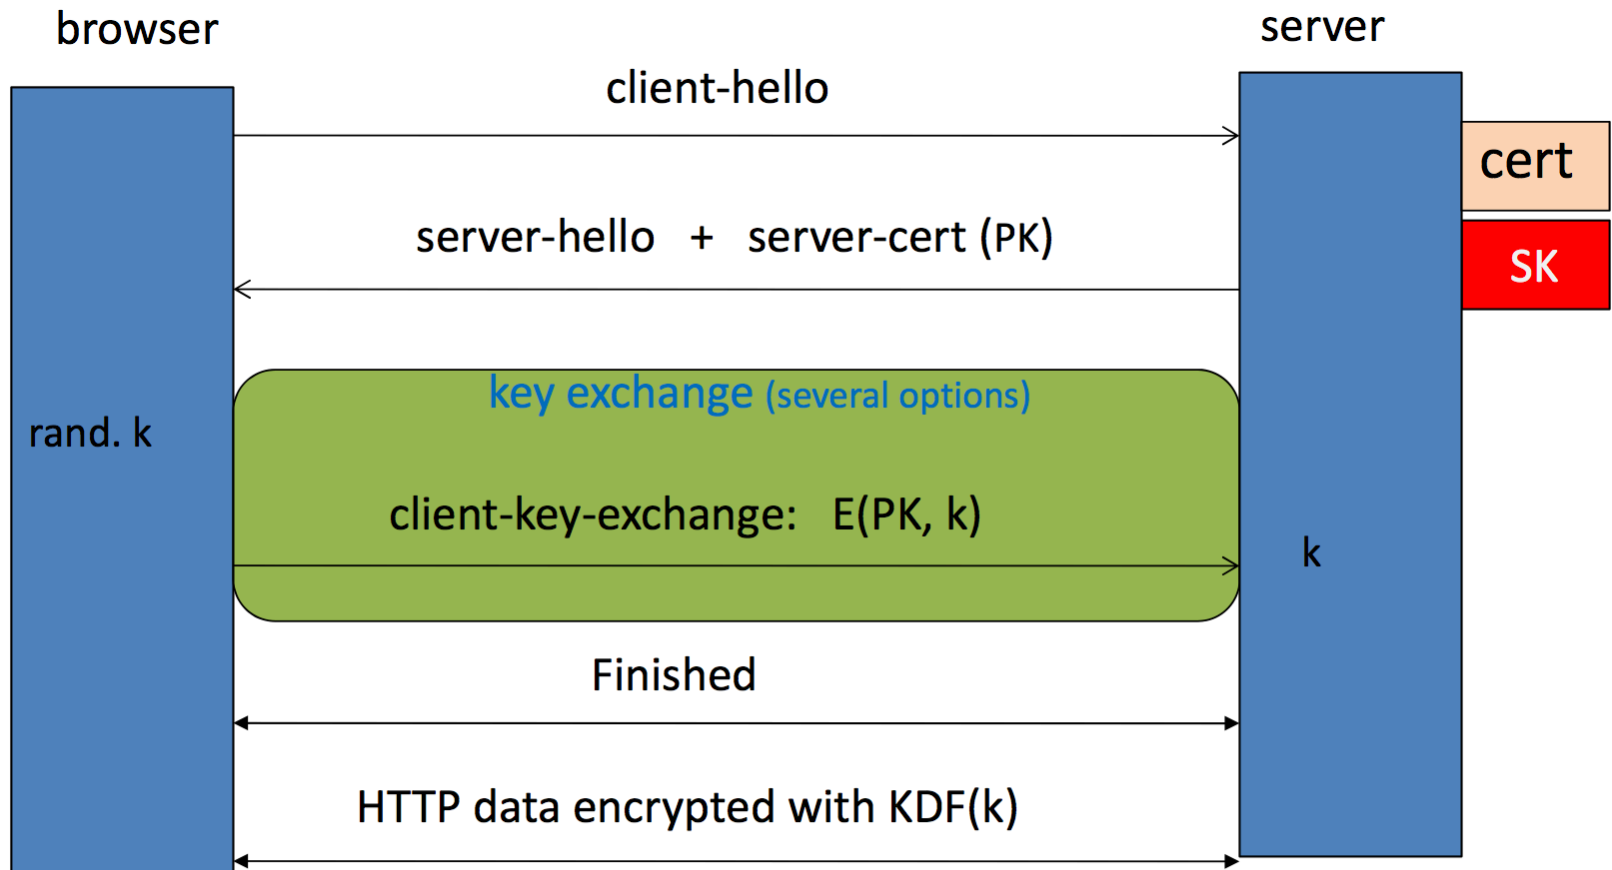 browser
server
client-hello
cert
server-hello + server-cert (PK)
SK
key exchange (several options)
rand. k
client-key-exchange: E(PK, k)
k
Finished
HTTP data encrypted with KDF(k)